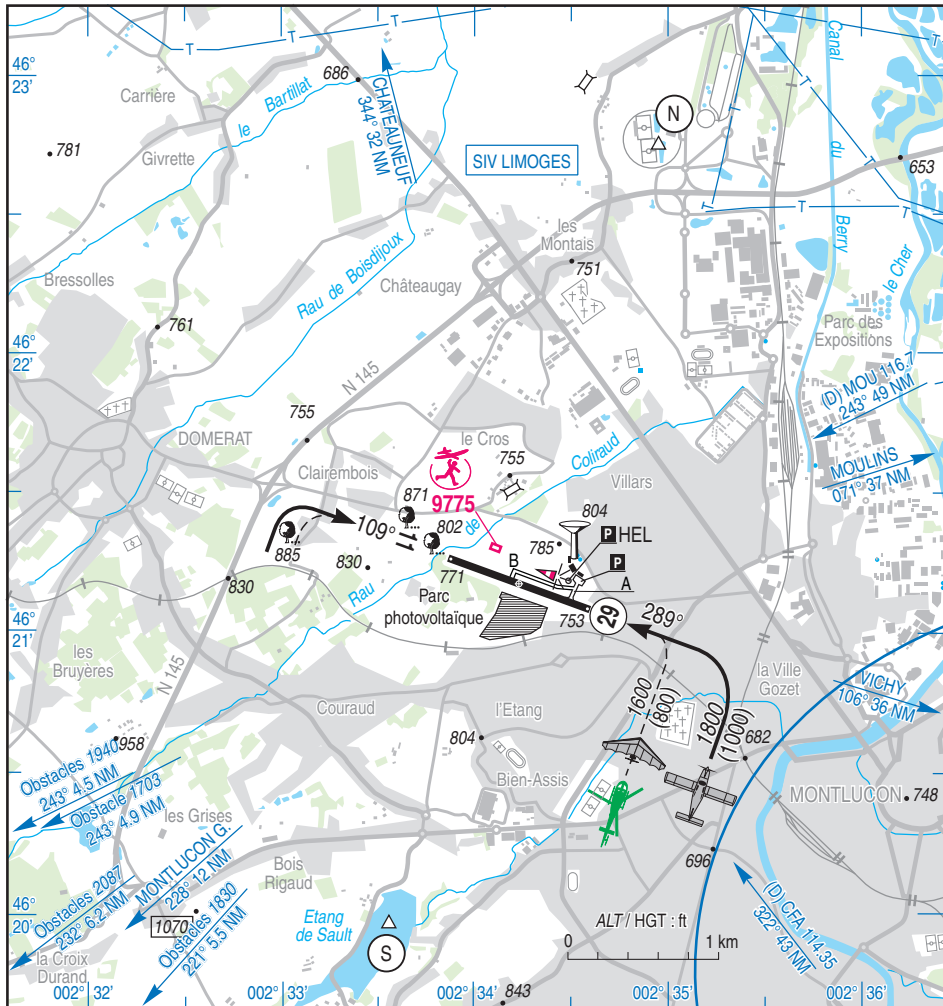 46°
23'
Carrière
686
le Bartillat
CHATEAUNEUF
344° 32 NM
SIV LIMOGES
N
Canal du Berry
T
T
T
T
T
T
T
781
Givrette
653
Bressolles
Rau de Boisdijoux
Châteaugay
les
Montais
751
le Cher
761
Parc des
Expositions
46°
22'
N 145
(D) MOU 116.7
243° 49 NM
755
DOMERAT
le Cros
Clairembois
755
Coliraud
Villars
MOULINS
071° 37 NM
9775
871
802
804
109°
11
885
785
P HEL
P
830
830
771
B
A
Rau de
Parc
photovoltaïque
753
29
289°
46°
21'
les
Bruyères
N 145
Couraud
l'Etang
804
Bien-Assis
1600
(800)
1800
(1000)
la Ville
Gozet
682
VICHY
106° 36 NM
958
Obstacles 1940
243° 4.5 NM
Obstacle 1703
243° 4.9 NM
MONTLUCON
748
les Grises
MONTLUCON G.
228° 12 NM
Bois
Rigaud
696
Obstacles 2087
232° 6.2 NM
Obstacles 1830
221° 5.5 NM
(D) CFA 114.35
322° 43 NM
46°
20'
1070
la Croix
Durand
Etang
de Sault
S
ALT / HGT : ft
0
1 km
843
002° 32'
002° 33'
002° 34'
002° 35'
002° 36'